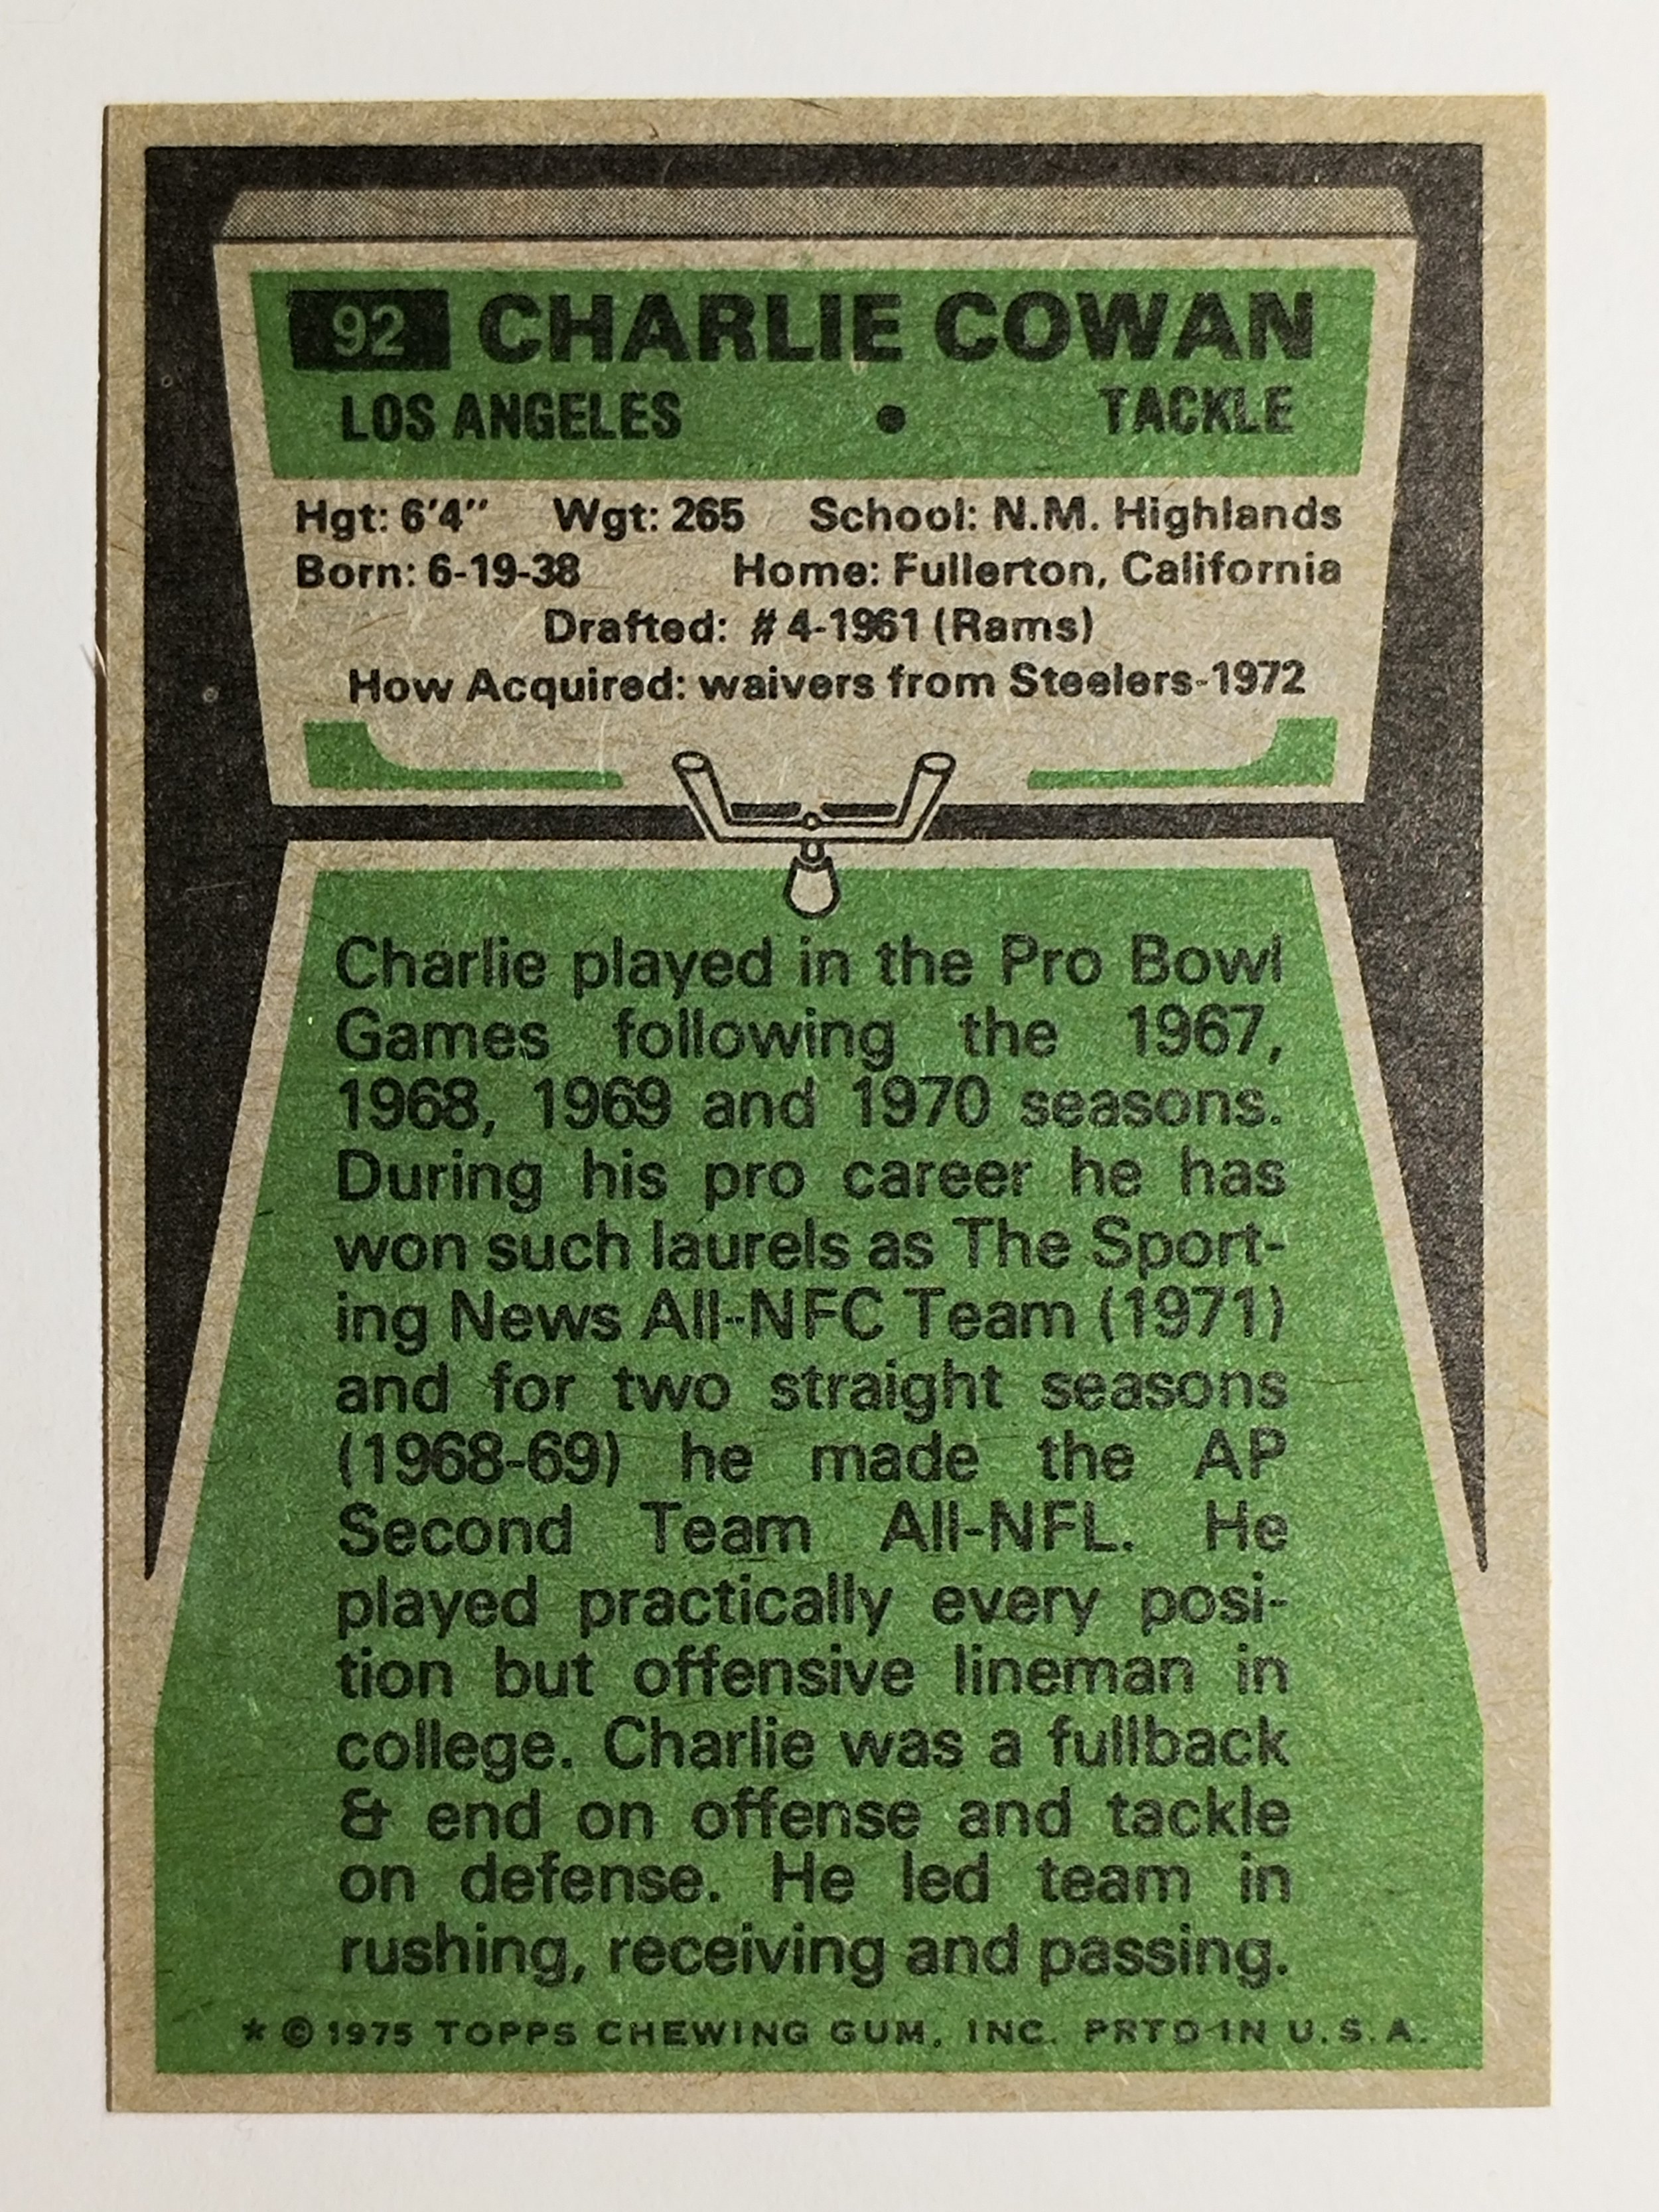 92 CHARLIE COWAN
LOS ANGELES • TACKLE
Hgt: 6'4" Wgt: 265 School: N.M. Highlands
Born: 6-19-38 Home: Fullerton, California
Drafted: #4-1961 (Rams)
How Acquired: waivers from Steelers-1972
Charlie played in the Pro Bowl
Games following the 1967,
1968, 1969 and 1970 seasons.
During his pro career he has
won such laurels as The Sport-
ing News All-NFC Team (1971)
and for two straight seasons
(1968-69) he made the AP
Second Team All-NFL. He
played practically every posi-
tion but offensive lineman in
college. Charlie was a fullback
& end on offense and tackle
on defense. He led team in
rushing, receiving and passing.
* © 1975 TOPPS CHEWING GUM, INC. PRTD IN U.S.A.